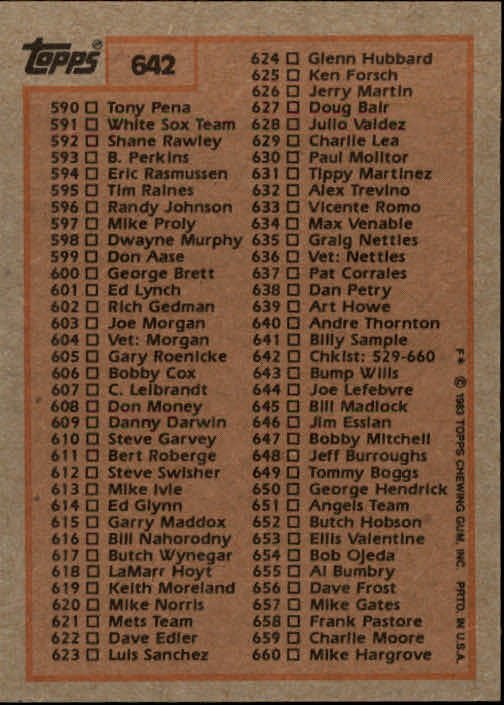 Topps® 642
590 Tony Pena
591 White Sox Team
592 Shane Rawley
593 B. Perkins
594 Eric Rasmussen
595 Tim Raines
596 Randy Johnson
597 Mike Proly
598 Dwayne Murphy
599 Don Aase
600 George Brett
601 Ed Lynch
602 Rich Gedman
603 Joe Morgan
604 Vet: Morgan
605 Gary Roenicke
606 Bobby Cox
607 C. Leibrandt
608 Don Money
609 Danny Darwin
610 Steve Garvey
611 Bert Roberge
612 Steve Swisher
613 Mike Ivie
614 Ed Glynn
615 Garry Maddox
616 Bill Nahorodny
617 Butch Wynegar
618 LaMarr Hoyt
619 Keith Moreland
620 Mike Norris
621 Mets Team
622 Dave Edler
623 Luis Sanchez
624 Glenn Hubbard
625 Ken Forsch
626 Jerry Martin
627 Doug Bair
628 Julio Valdez
629 Charlie Lea
630 Paul Molitor
631 Tippy Martinez
632 Alex Trevino
633 Vicente Romo
634 Max Venable
635 Graig Nettles
636 Vet: Nettles
637 Pat Corrales
638 Dan Petry
639 Art Howe
640 Andre Thornton
641 Billy Sample
642 Chklst: 529-660
643 Bump Wills
644 Joe Lefebvre
645 Bill Madlock
646 Jim Essian
647 Bobby Mitchell
648 Jeff Burroughs
649 Tommy Boggs
650 George Hendrick
651 Angels Team
652 Butch Hobson
653 Ellis Valentine
654 Bob Ojeda
655 Al Bumbry
656 Dave Frost
657 Mike Gates
658 Frank Pastore
659 Charlie Moore
660 Mike Hargrove
F* © 1983 TOPPS CHEWING GUM, INC. PRTD. IN U.S.A.